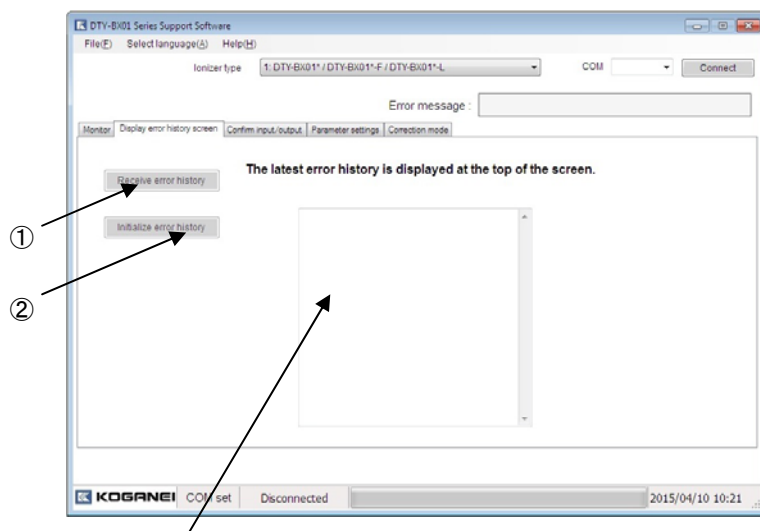 DTY-BX01 Series Support Software
File(F) Select language(A) Help(H)
Ionizer type 1: DTY-BX01* / DTY-BX01*-F / DTY-BX01*-L COM Connect
Error message :
Monitor Display error history screen Confirm input/output Parameter settings Correction mode
The latest error history is displayed at the top of the screen.
Receive error history
Initialize error history
①
②
KOGANEI COM set Disconnected 2015/04/10 10:21